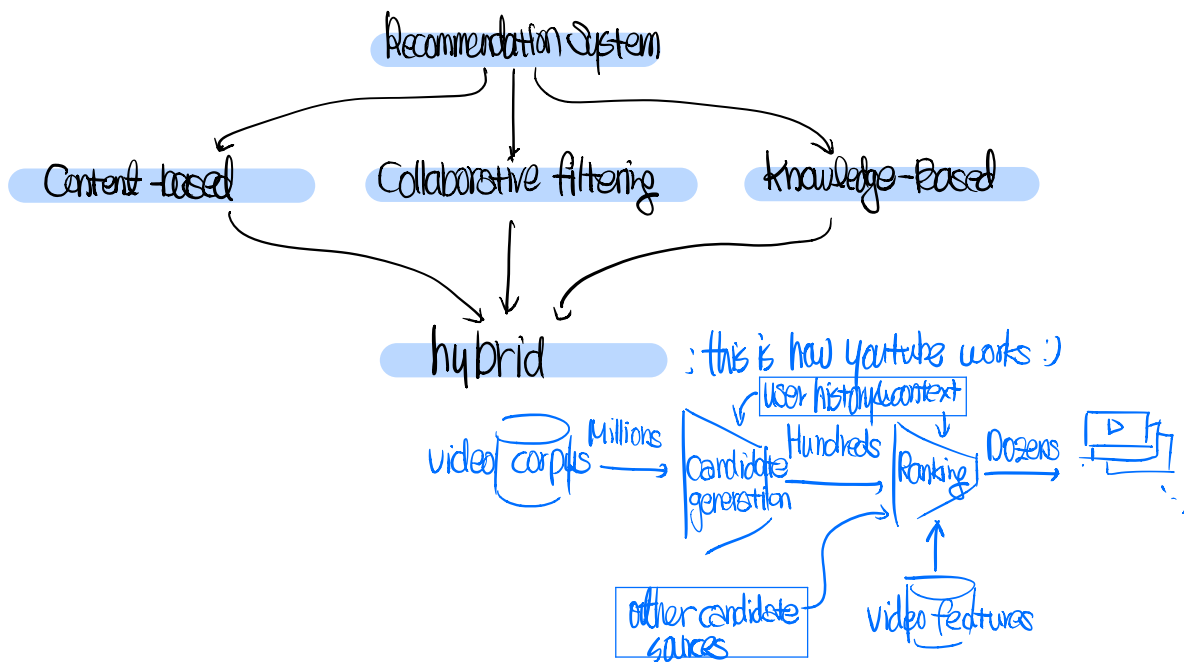 Recommendation System
Content-based
Collaborative filtering
Knowledge-Based
hybrid
: this is how youtube works :)
user history&context
video corpus
Millions
Candidate
generation
Hundreds
Ranking
Dozens
other candidate
sources
video features